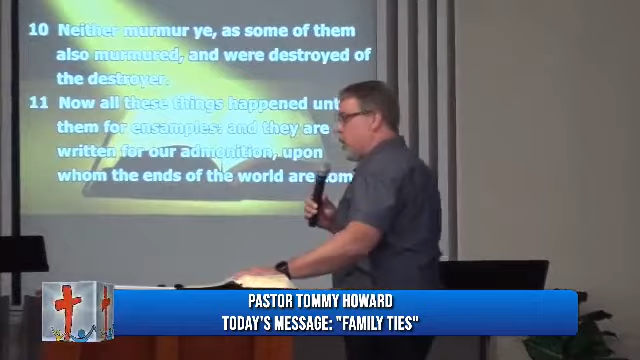 10 Neither murmur ye, as some of them
also murmured, and were destroyed of
the destroyer.
11 Now all these things happened
them for ensamples: and they are
written for our admonition, upon
whom the ends of the world are
PASTOR TOMMY HOWARD
TODAY'S MESSAGE: "FAMILY TIES"